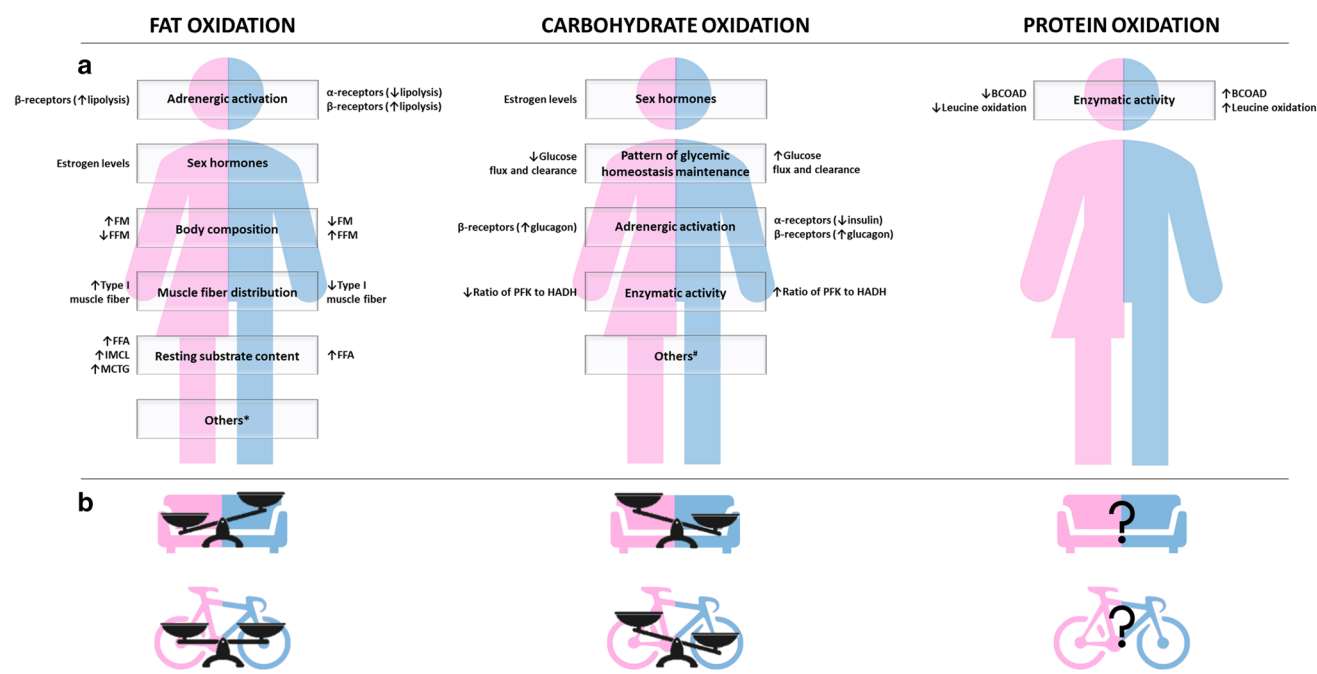 FAT OXIDATION
CARBOHYDRATE OXIDATION
PROTEIN OXIDATION
a
β-receptors (↑lipolysis)
Adrenergic activation
α-receptors (↓lipolysis)
β-receptors (↑lipolysis)
Estrogen levels
Sex hormones
↑FM
↓FFM
Body composition
↓FM
↑FFM
↑Type I
muscle fiber
Muscle fiber distribution
↓Type I
muscle fiber
↑FFA
↑IMCL
↑MCTG
Resting substrate content
↑FFA
Others*
Estrogen levels
Sex hormones
↓Glucose
flux and clearance
Pattern of glycemic
homeostasis maintenance
↑Glucose
flux and clearance
β-receptors (↑glucagon)
Adrenergic activation
α-receptors (↓insulin)
β-receptors (↑glucagon)
↓Ratio of PFK to HADH
Enzymatic activity
↑Ratio of PFK to HADH
Others#
↓BCOAD
↓Leucine oxidation
Enzymatic activity
↑BCOAD
↑Leucine oxidation
b
?
?